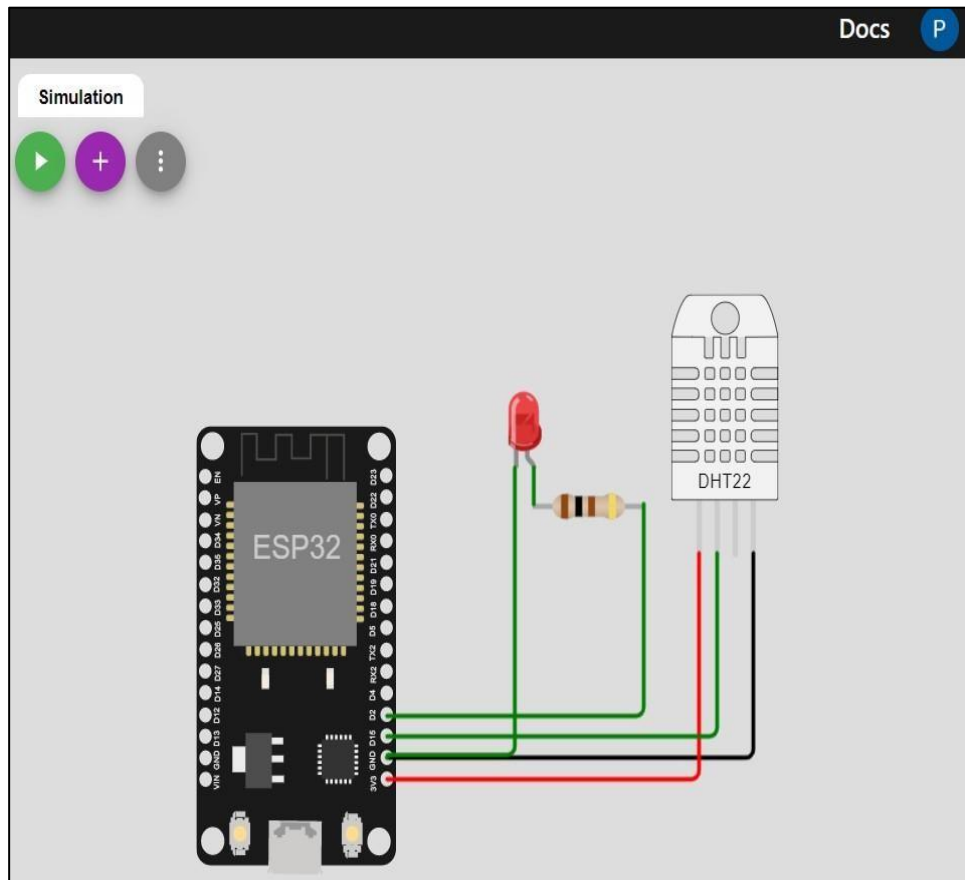 Docs
P
Simulation
ESP32
EN
VP
VN
D34
D35
D32
D33
D25
D26
D27
D14
D12
D13
GND
VIN
D23
D22
TX0
RX0
D21
D19
D18
D5
TX2
RX2
D4
D2
D15
GND
3V3
DHT22